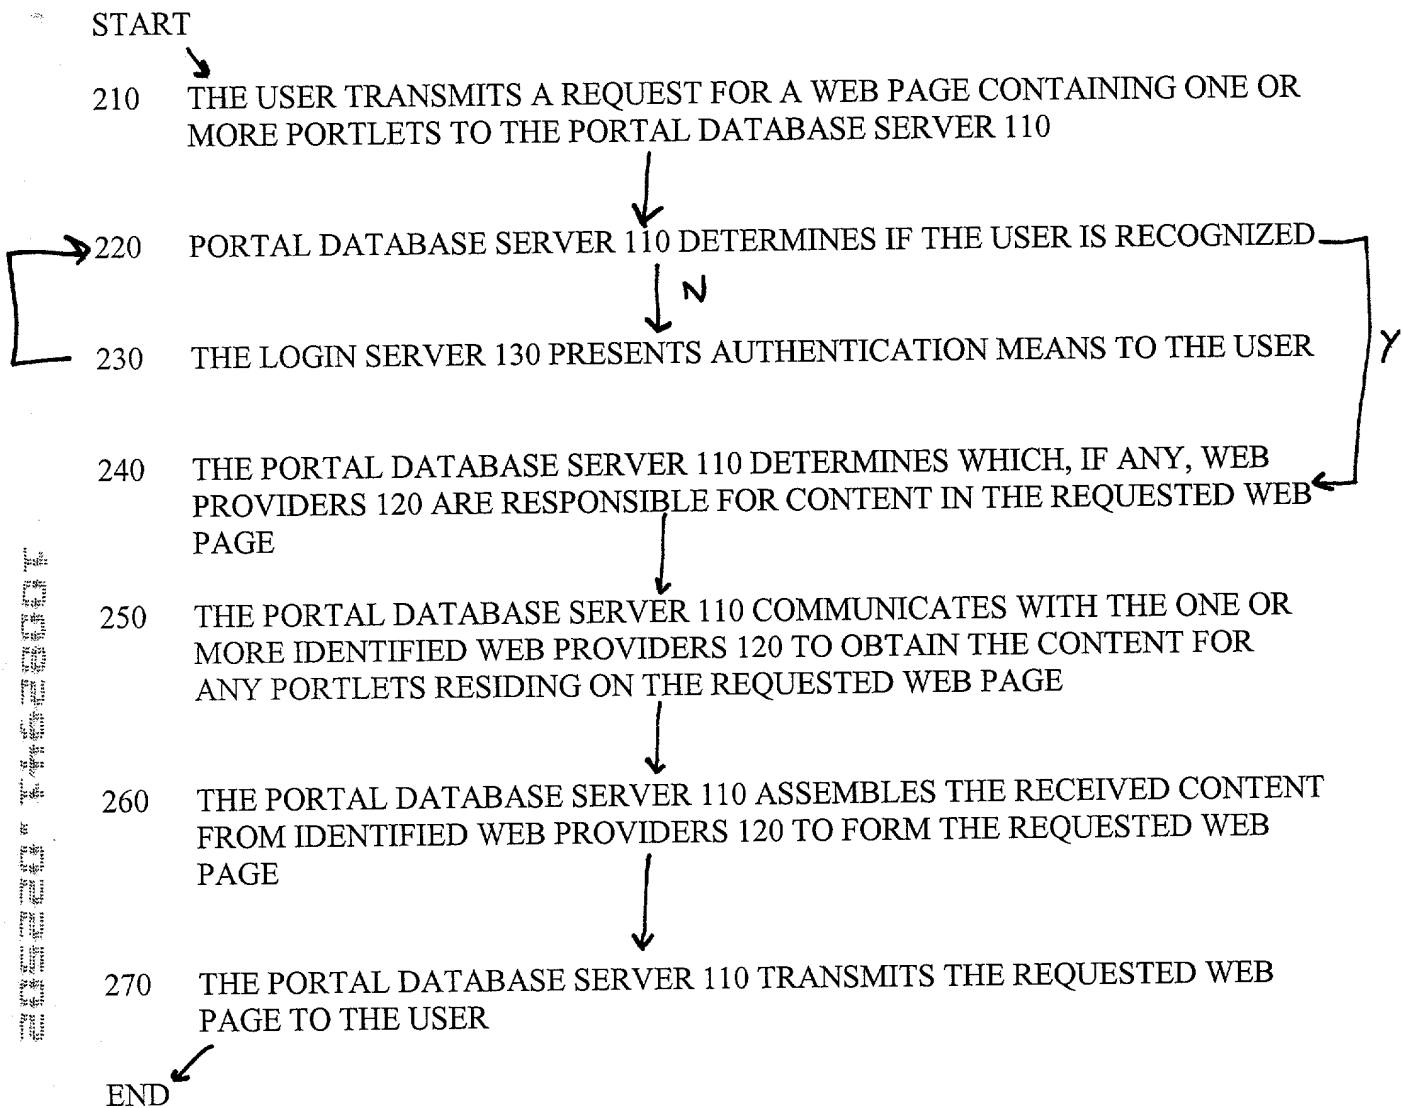 START
210 THE USER TRANSMITS A REQUEST FOR A WEB PAGE CONTAINING ONE OR
MORE PORTLETS TO THE PORTAL DATABASE SERVER 110
220 PORTAL DATABASE SERVER 110 DETERMINES IF THE USER IS RECOGNIZED
N
230 THE LOGIN SERVER 130 PRESENTS AUTHENTICATION MEANS TO THE USER
Y
240 THE PORTAL DATABASE SERVER 110 DETERMINES WHICH, IF ANY, WEB
PROVIDERS 120 ARE RESPONSIBLE FOR CONTENT IN THE REQUESTED WEB
PAGE
250 THE PORTAL DATABASE SERVER 110 COMMUNICATES WITH THE ONE OR
MORE IDENTIFIED WEB PROVIDERS 120 TO OBTAIN THE CONTENT FOR
ANY PORTLETS RESIDING ON THE REQUESTED WEB PAGE
260 THE PORTAL DATABASE SERVER 110 ASSEMBLES THE RECEIVED CONTENT
FROM IDENTIFIED WEB PROVIDERS 120 TO FORM THE REQUESTED WEB
PAGE
270 THE PORTAL DATABASE SERVER 110 TRANSMITS THE REQUESTED WEB
PAGE TO THE USER
END